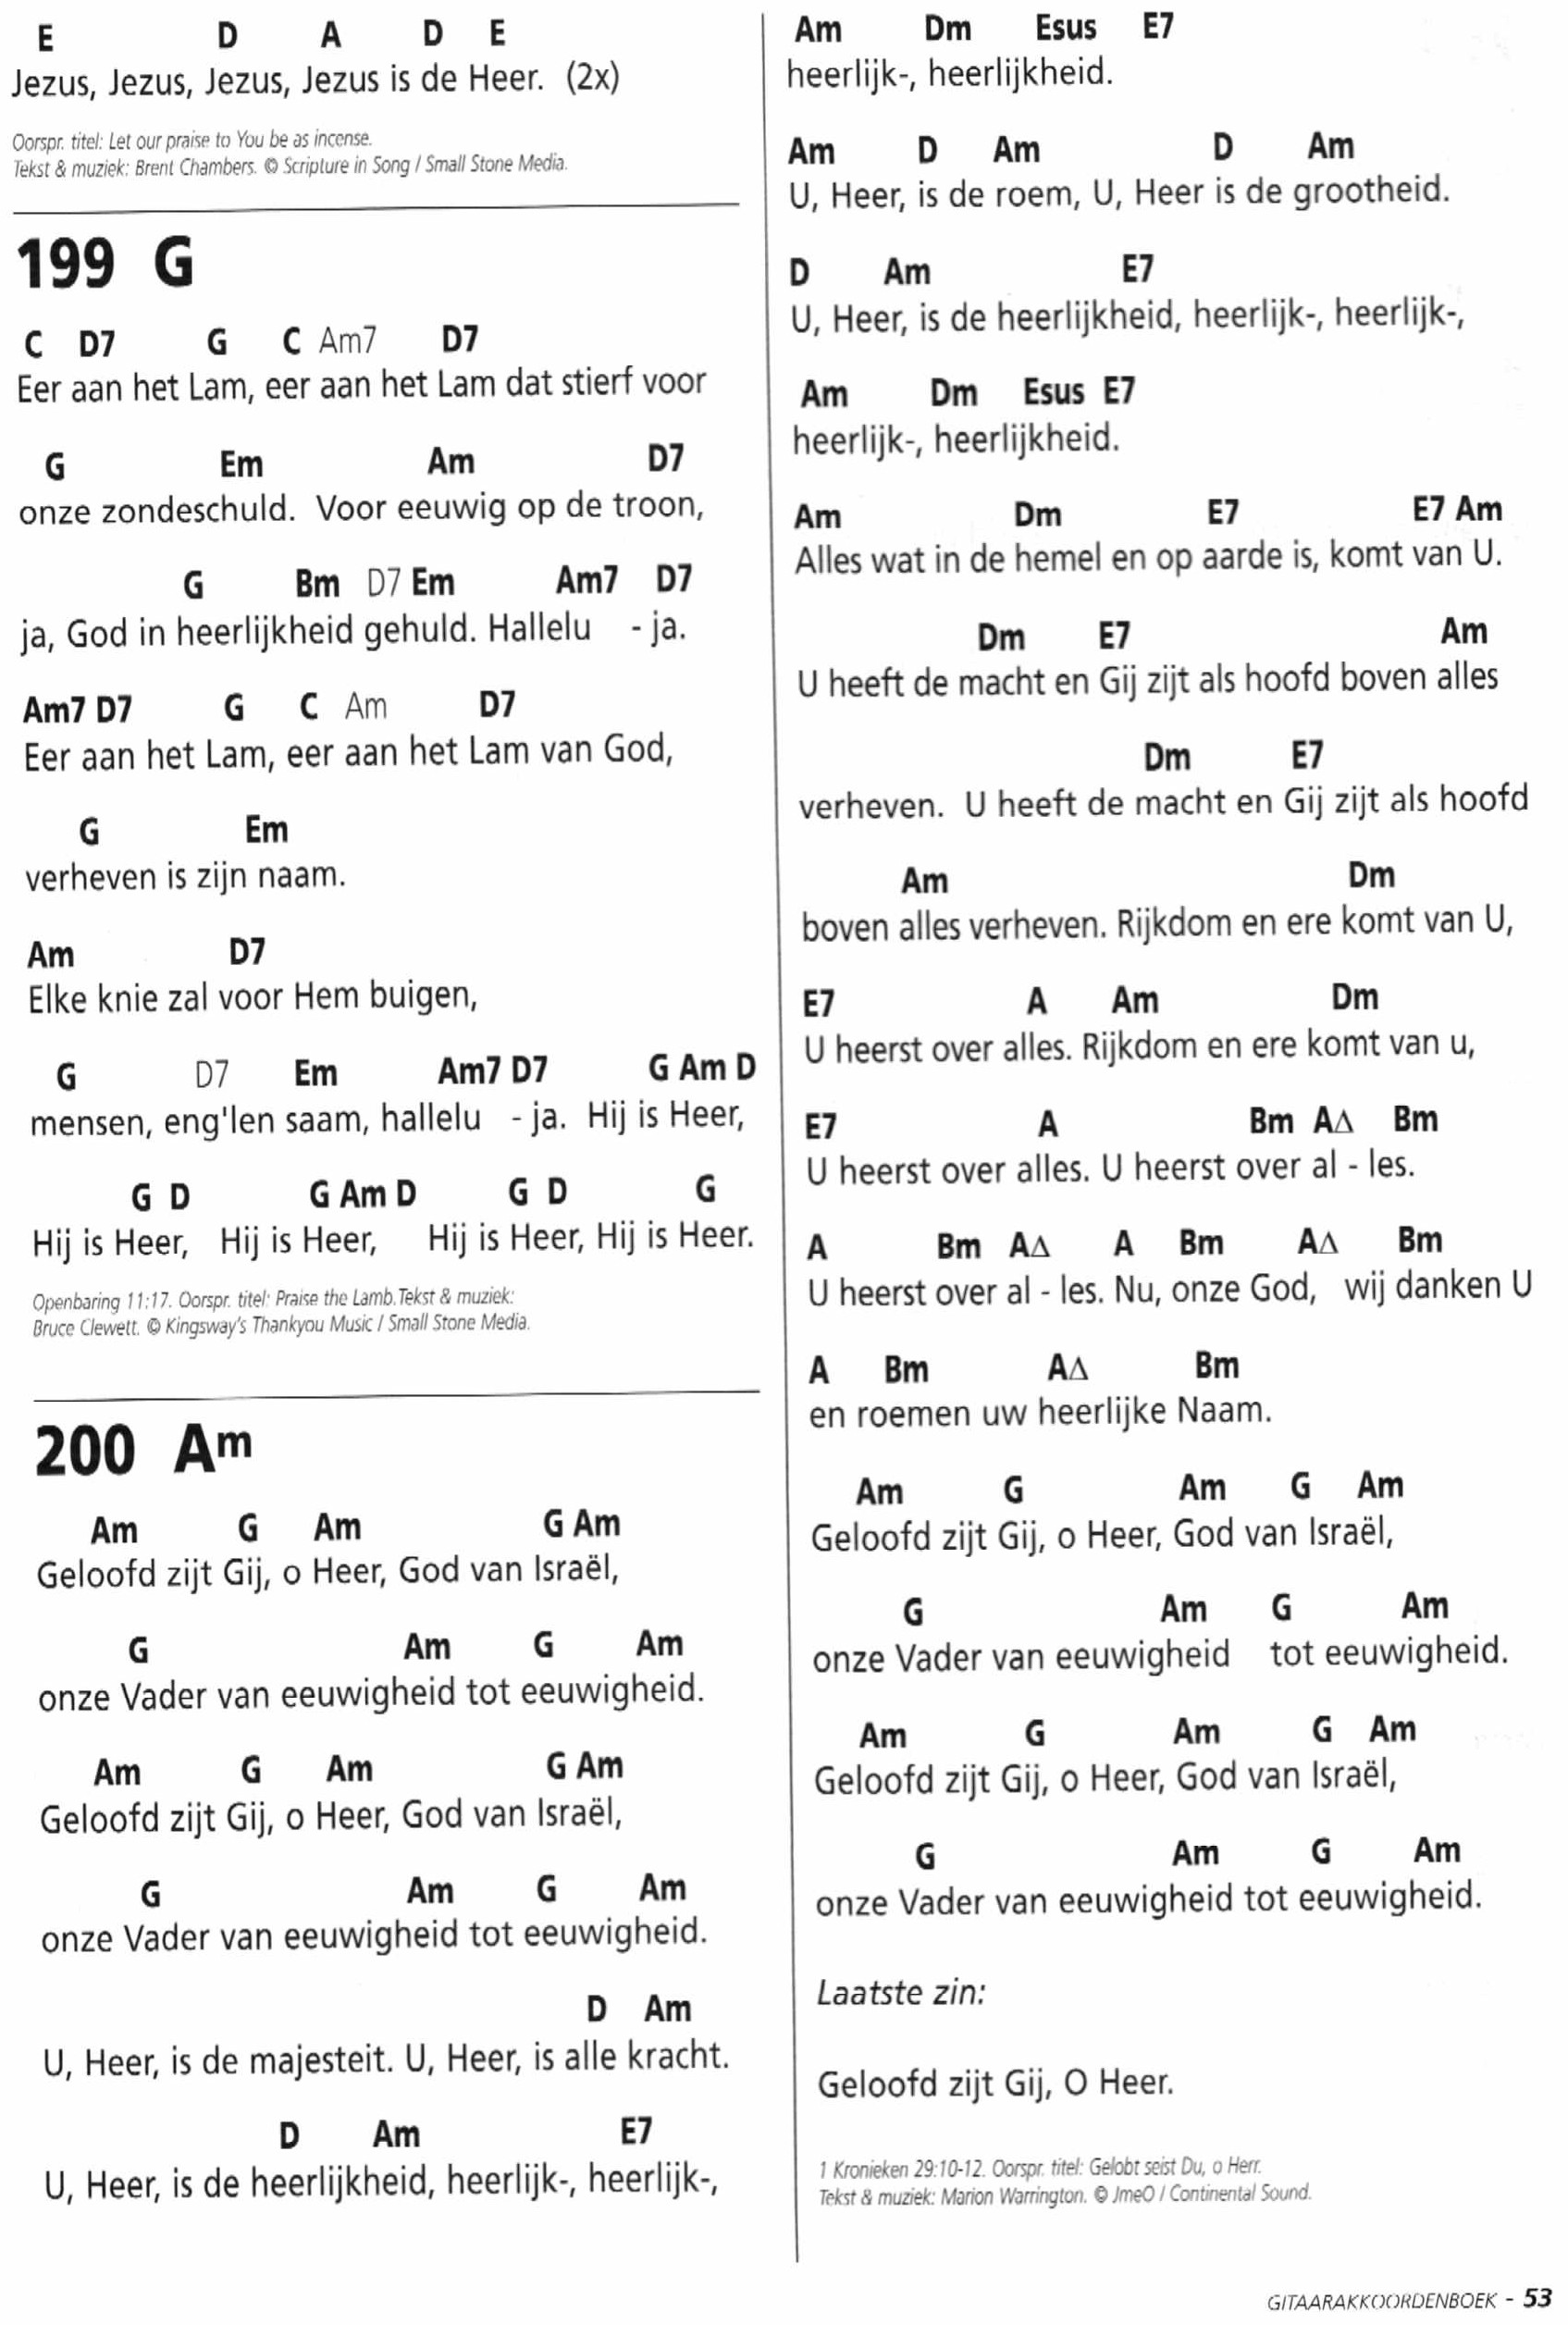 E D A D E
Jezus, Jezus, Jezus, Jezus is de Heer. (2x)
Oorspr. titel: Let our praise to You be as incense.
Tekst & muziek: Brent Chambers. © Scripture in Song / Small Stone Media.
199 G
C D7 G C Am7 D7
Eer aan het Lam, eer aan het Lam dat stierf voor
G Em Am D7
onze zondeschuld. Voor eeuwig op de troon,
G Bm D7 Em Am7 D7
ja, God in heerlijkheid gehuld. Hallelu - ja.
Am7 D7 G C Am D7
Eer aan het Lam, eer aan het Lam van God,
G Em
verheven is zijn naam.
Am D7
Elke knie zal voor Hem buigen,
G D7 Em Am7 D7 G Am D
mensen, eng'len saam, hallelu - ja. Hij is Heer,
G D G Am D G D G
Hij is Heer, Hij is Heer, Hij is Heer, Hij is Heer.
Openbaring 11:17. Oorspr. titel: Praise the Lamb.Tekst & muziek:
Bruce Clewett. © Kingsway's Thankyou Music / Small Stone Media.
200 Am
Am G Am G Am
Geloofd zijt Gij, o Heer, God van Israël,
G Am G Am
onze Vader van eeuwigheid tot eeuwigheid.
Am G Am G Am
Geloofd zijt Gij, o Heer, God van Israël,
G Am G Am
onze Vader van eeuwigheid tot eeuwigheid.
D Am
U, Heer, is de majesteit. U, Heer, is alle kracht.
D Am E7
U, Heer, is de heerlijkheid, heerlijk-, heerlijk-,
Am Dm Esus E7
heerlijk-, heerlijkheid.
Am D Am D Am
U, Heer, is de roem, U, Heer is de grootheid.
D Am E7
U, Heer, is de heerlijkheid, heerlijk-, heerlijk-,
Am Dm Esus E7
heerlijk-, heerlijkheid.
Am Dm E7 E7 Am
Alles wat in de hemel en op aarde is, komt van U.
Dm E7 Am
U heeft de macht en Gij zijt als hoofd boven alles
Dm E7
verheven. U heeft de macht en Gij zijt als hoofd
Am Dm
boven alles verheven. Rijkdom en ere komt van U,
E7 A Am Dm
U heerst over alles. Rijkdom en ere komt van u,
E7 A Bm A∆ Bm
U heerst over alles. U heerst over al - les.
A Bm A∆ A Bm A∆ Bm
U heerst over al - les. Nu, onze God, wij danken U
A Bm A∆ Bm
en roemen uw heerlijke Naam.
Am G Am G Am
Geloofd zijt Gij, o Heer, God van Israël,
G Am G Am
onze Vader van eeuwigheid tot eeuwigheid.
Am G Am G Am
Geloofd zijt Gij, o Heer, God van Israël,
G Am G Am
onze Vader van eeuwigheid tot eeuwigheid.
Laatste zin:
Geloofd zijt Gij, O Heer.
1 Kronieken 29:10-12. Oorspr. titel: Gelobt seist Du, o Herr.
Tekst & muziek: Marion Warrington. © JmeO / Continental Sound.
GITAARAKKOORDENBOEK - 53